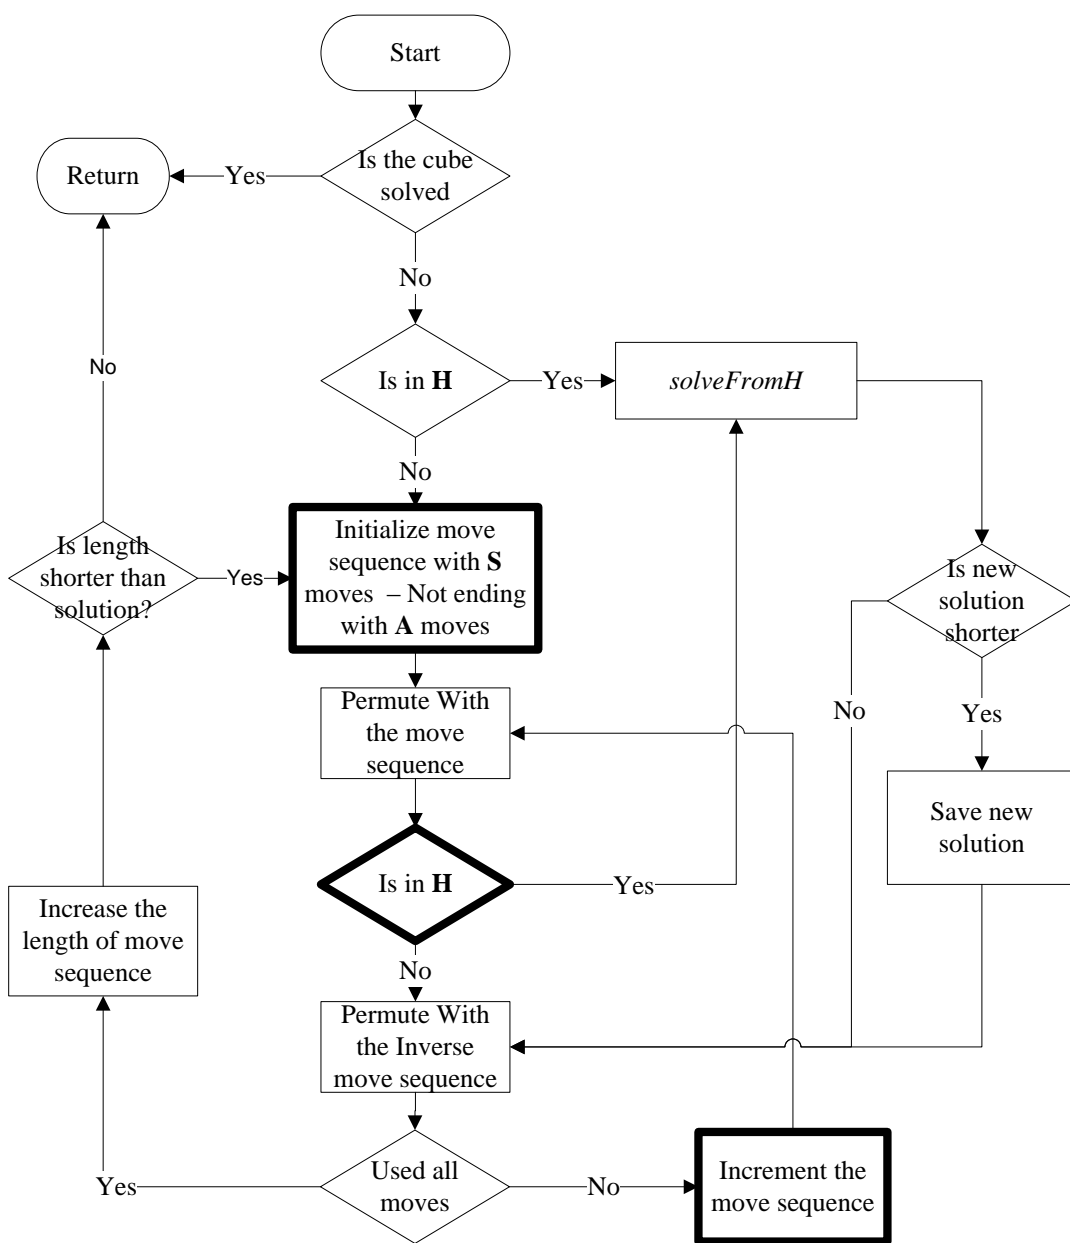 Start
Is the cube
solved
Yes
Return
No
Is in H
Yes
solveFromH
No
No
Initialize move
sequence with S
moves – Not ending
with A moves
Is length
shorter than
solution?
Yes
Is new
solution
shorter
No
Yes
Permute With
the move
sequence
Save new
solution
Is in H
Yes
Increase the
length of move
sequence
No
Permute With
the Inverse
move sequence
Used all
moves
Yes
No
Increment the
move sequence